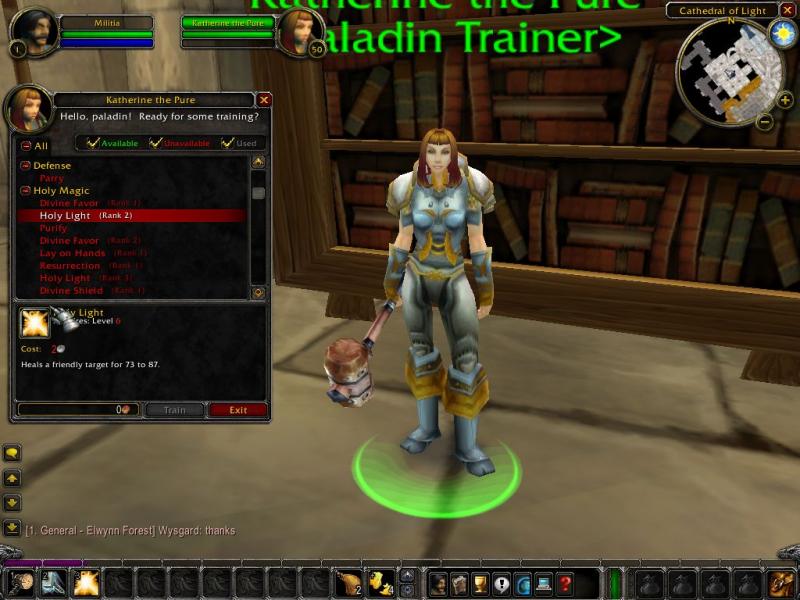 Katherine the Pure
Paladin Trainer>
Militia
1
Katherine the Pure
50
Cathedral of Light
N
Katherine the Pure
Hello, paladin! Ready for some training?
All
Available
Unavailable
Used
Defense
Parry
Holy Magic
Divine Favor (Rank 1)
Holy Light (Rank 2)
Purify
Divine Favor (Rank 2)
Lay on Hands (Rank 1)
Resurrection (Rank 1)
Holy Light (Rank 3)
Divine Shield (Rank 1)
Light
Level 6
Cost: 2
Heals a friendly target for 73 to 87.
0
Train
Exit
[1. General - Elwynn Forest] Wysgard: thanks
2
4